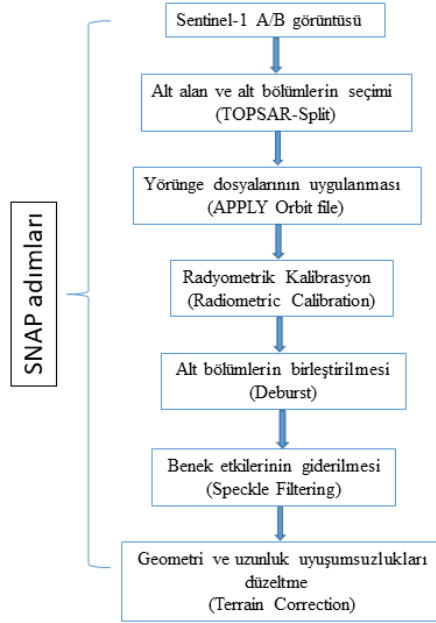 Sentinel-1 A/B görüntüsü
Alt alan ve alt bölümlerin seçimi
(TOPSAR-Split)
Yörünge dosyalarının uygulanması
(APPLY Orbit file)
SNAP adımları
Radyometrik Kalibrasyon
(Radiometric Calibration)
Alt bölümlerin birleştirilmesi
(Deburst)
Benek etkilerinin giderilmesi
(Speckle Filtering)
Geometri ve uzunluk uyuşumsuzlukları
düzeltme
(Terrain Correction)